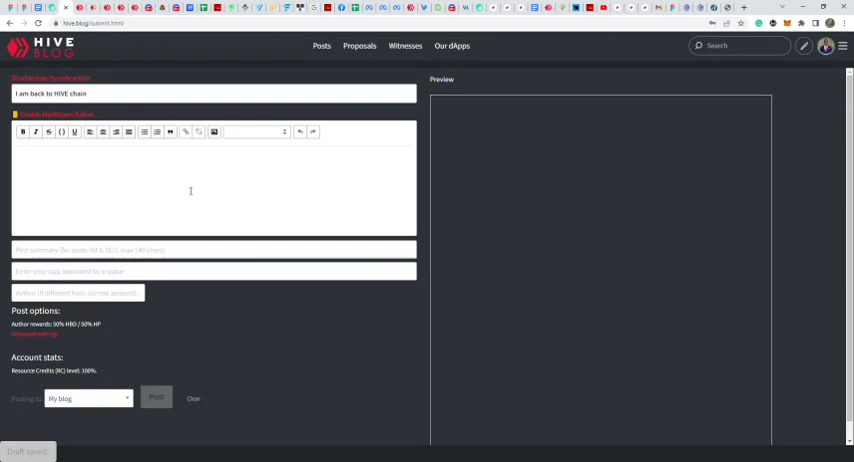 hive.blog/submit.html
HIVE
BLOG
Posts
Proposals
Witnesses
Our dApps
Search
Disable side-by-side editor
Preview
I am back to HIVE chain
Enable Markdown Editor
B I S {} U
Post summary (for posts list & SEO, max 140 chars)
Enter your tags separated by a space
Author (if different from current account)
Post options:
Author rewards: 50% HBD / 50% HP
Advanced settings
Account stats:
Resource Credits (RC) level: 100%.
Posting to:
My blog
Post
Clear
Draft saved.